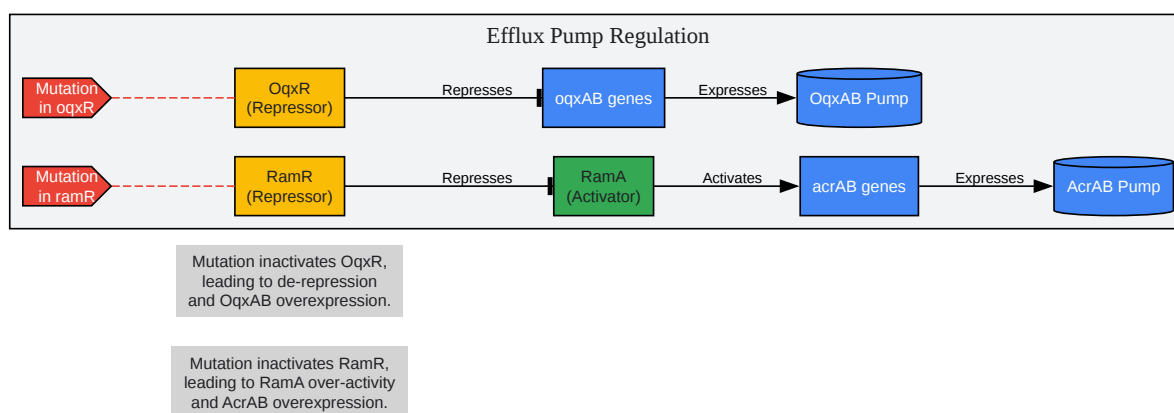 Efflux Pump Regulation
Mutation
in oqxR
OqxR
(Repressor)
Represses
oqxAB genes
Expresses
OqxAB Pump
Mutation
in ramR
RamR
(Repressor)
Represses
RamA
(Activator)
Activates
acrAB genes
Expresses
AcrAB Pump
Mutation inactivates OqxR,
leading to de-repression
and OqxAB overexpression.
Mutation inactivates RamR,
leading to RamA over-activity
and AcrAB overexpression.